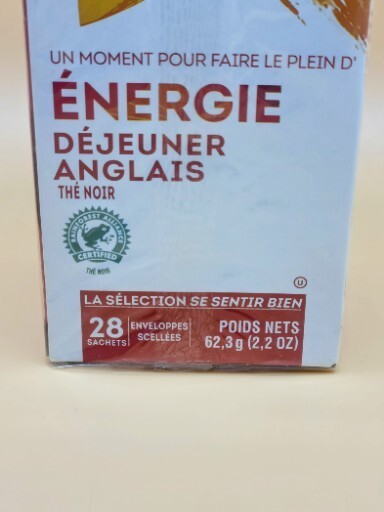 UN MOMENT POUR FAIRE LE PLEIN D'
ÉNERGIE
DÉJEUNER
ANGLAIS
THÉ NOIR
RAINFOREST ALLIANCE
CERTIFIED
THÉ NOIR
U
LA SÉLECTION SE SENTIR BIEN
28 SACHETS
ENVELOPPES
SCELLÉES
POIDS NETS
62,3 g (2,2 OZ)